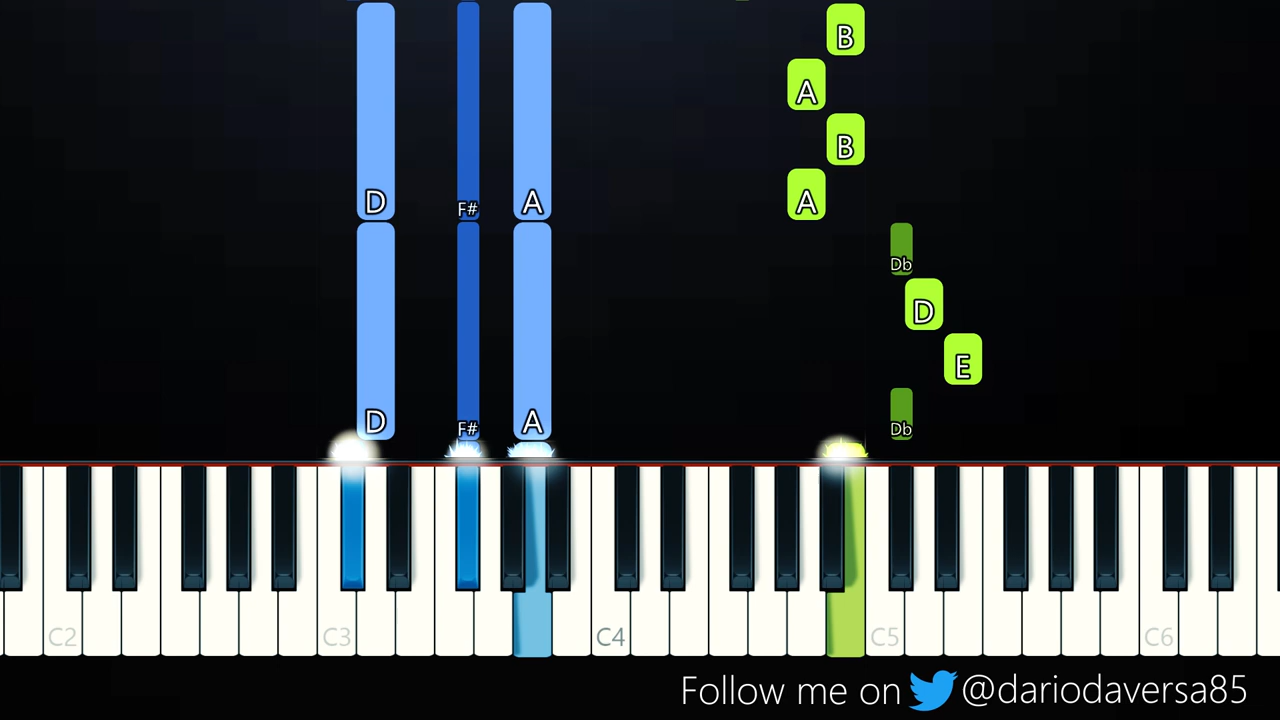 B
A
B
D F# A A
Db
D
E
D F# A Db
C2 C3 C4 C5 C6
Follow me on @dariodaversa85